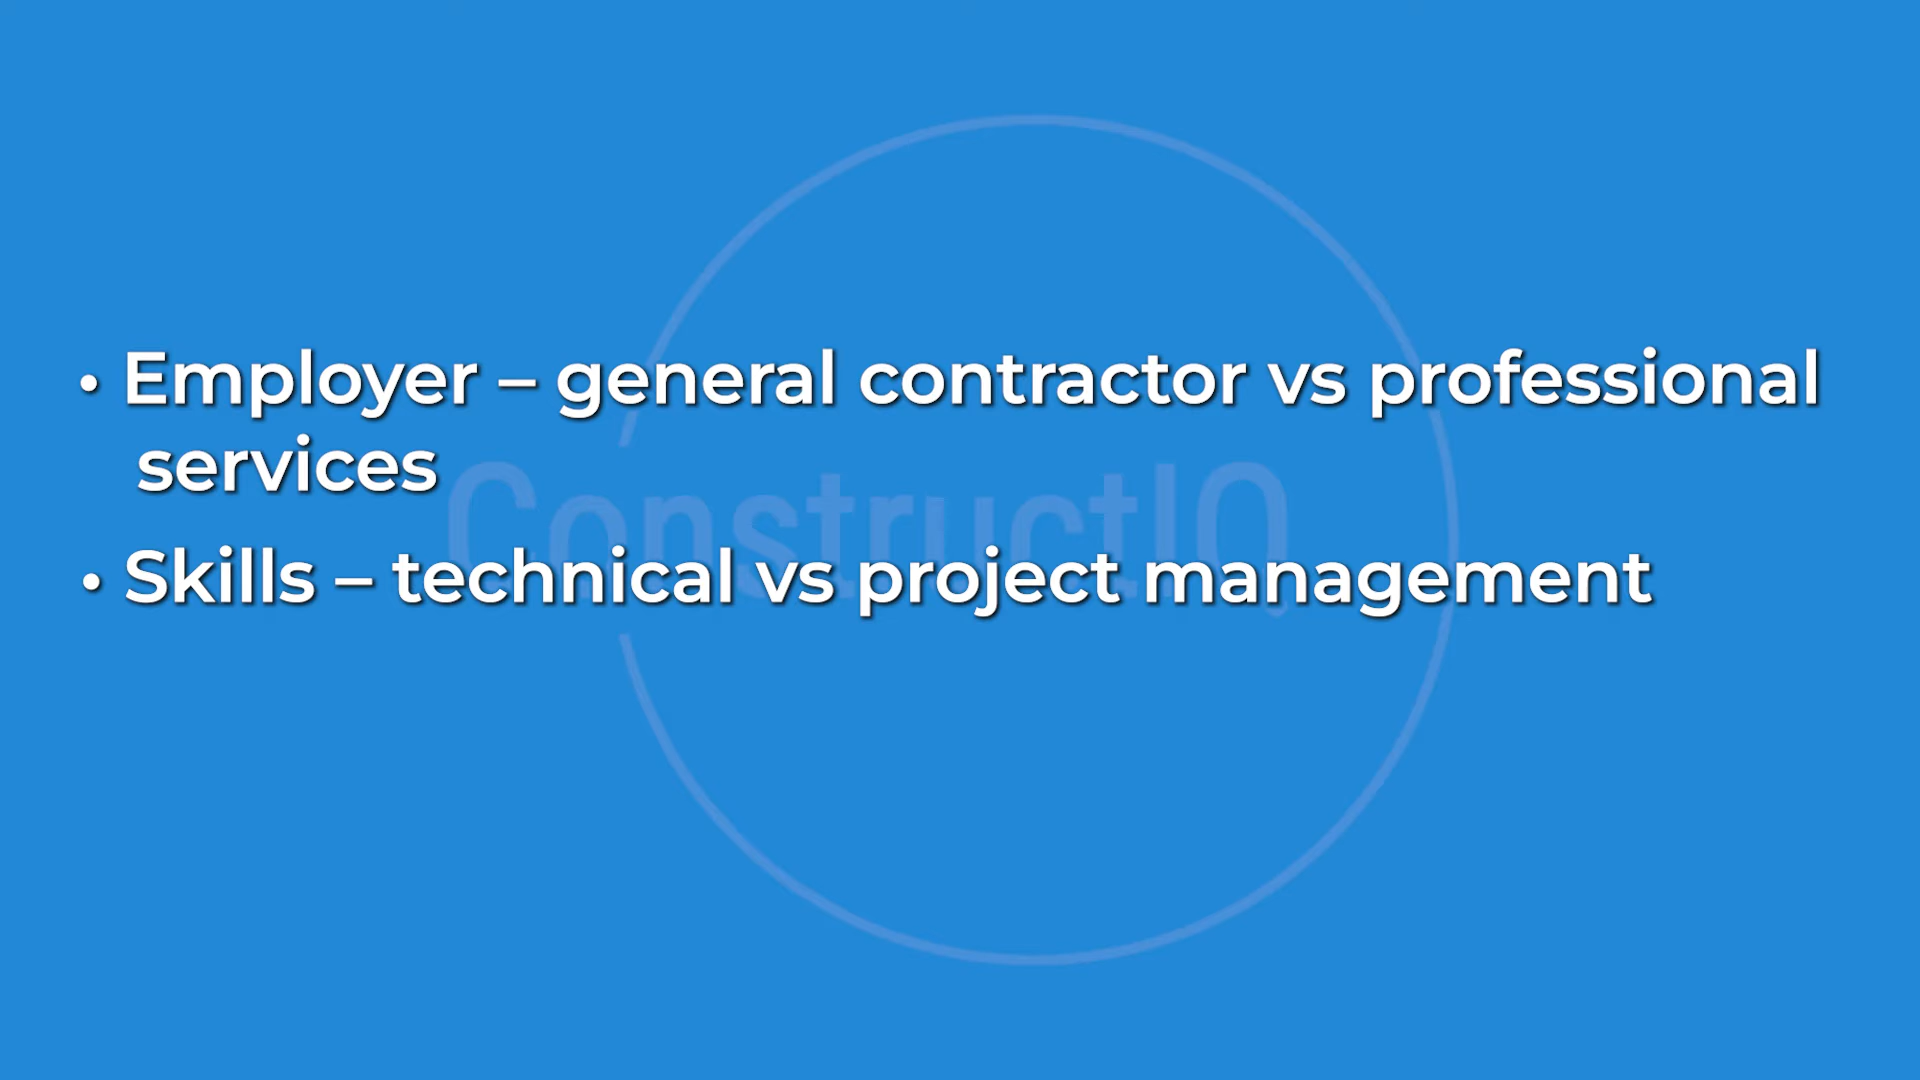 • Employer – general contractor vs professional
services
ConstructIQ
• Skills – technical vs project management